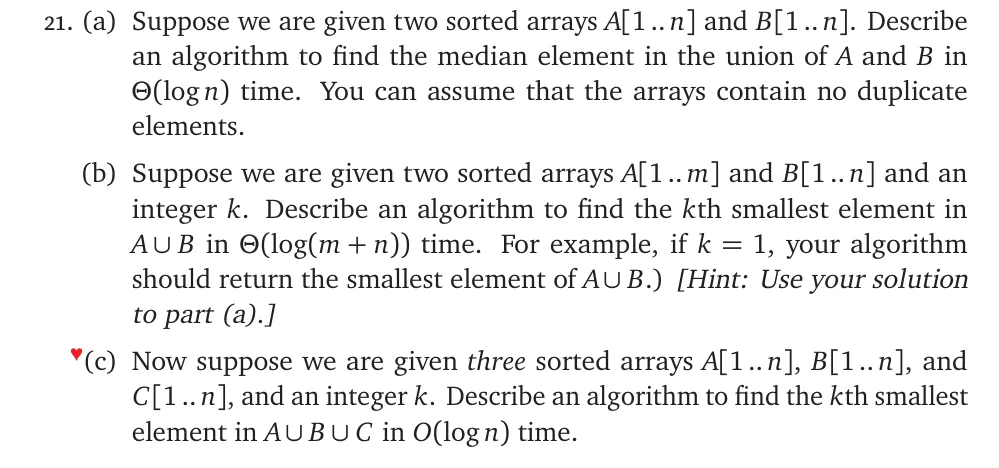 21. (a) Suppose we are given two sorted arrays A[1 .. n] and B[1 .. n]. Describe
an algorithm to find the median element in the union of A and B in
Θ(log n) time. You can assume that the arrays contain no duplicate
elements.
(b) Suppose we are given two sorted arrays A[1 .. m] and B[1 .. n] and an
integer k. Describe an algorithm to find the kth smallest element in
A ∪ B in Θ(log(m + n)) time. For example, if k = 1, your algorithm
should return the smallest element of A ∪ B.) [Hint: Use your solution
to part (a).]
♥(c) Now suppose we are given three sorted arrays A[1 .. n], B[1 .. n], and
C[1 .. n], and an integer k. Describe an algorithm to find the kth smallest
element in A ∪ B ∪ C in O(log n) time.